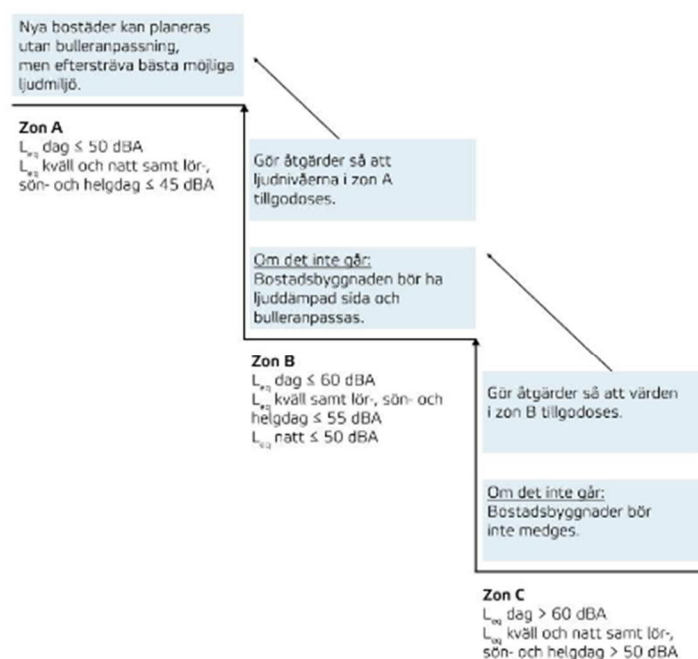 Nya bostäder kan planeras
utan bulleranpassning,
men eftersträva bästa möjliga
ljudmiljö.
Zon A
Leq dag ≤ 50 dBA
Leq kväll och natt samt lör-,
sön- och helgdag ≤ 45 dBA
Gör åtgärder så att
ljudnivåerna i zon A
tillgodoses.
Om det inte går:
Bostadsbyggnaden bör ha
ljuddämpad sida och
bulleranpassas.
Zon B
Leq dag ≤ 60 dBA
Leq kväll samt lör-, sön- och
helgdag ≤ 55 dBA
Leq natt ≤ 50 dBA
Gör åtgärder så att värden
i zon B tillgodoses.
Om det inte går:
Bostadsbyggnader bör
inte medges.
Zon C
Leq dag > 60 dBA
Leq kväll och natt samt lör-,
sön- och helgdag > 50 dBA